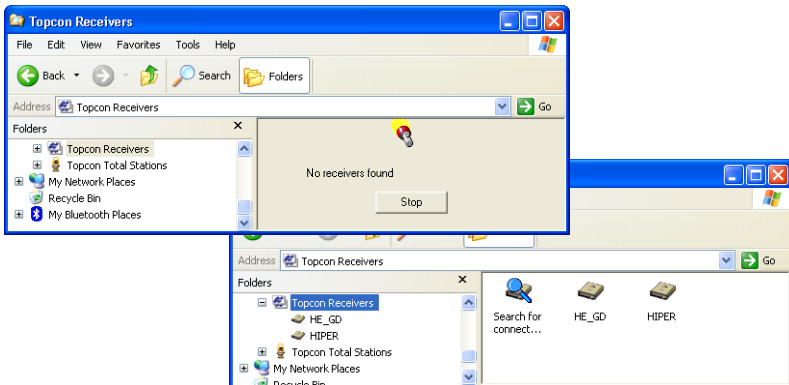 Topcon Receivers
File Edit View Favorites Tools Help
Back Search Folders
Address Topcon Receivers Go
Folders x
Topcon Receivers
Topcon Total Stations
My Network Places
Recycle Bin
My Bluetooth Places
No receivers found
Stop
Address Topcon Receivers Go
Folders x
Topcon Receivers
HE_GD
HIPER
Topcon Total Stations
My Network Places
Recycle Bin
Search for
connect...
HE_GD
HIPER